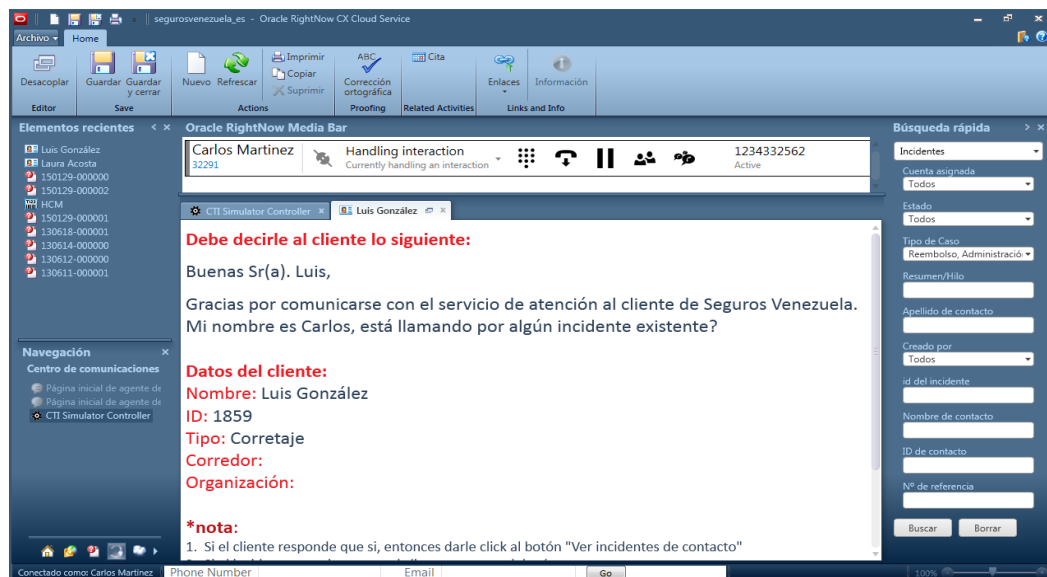 segurosvenezuela_es - Oracle RightNow CX Cloud Service
Archivo Home
Desacoplar
Guardar
Guardar y cerrar
Nuevo
Refrescar
Imprimir
Copiar
Suprimir
ABC
Corrección ortográfica
Cita
Enlaces
Información
Editor
Save
Actions
Proofing
Related Activities
Links and Info
Elementos recientes
Luis González
Laura Acosta
150129-000000
150129-000002
HCM
150129-000001
130618-000001
130614-000000
130612-000000
130611-000001
Navegación
Centro de comunicaciones
Página inicial de agente de
Página inicial de agente de
CTI Simulator Controller
Oracle RightNow Media Bar
Carlos Martinez
32291
Handling interaction
Currently handling an interaction
1234332562
Active
CTI Simulator Controller
Luis González
Debe decirle al cliente lo siguiente:
Buenas Sr(a). Luis,
Gracias por comunicarse con el servicio de atención al cliente de Seguros Venezuela.
Mi nombre es Carlos, está llamando por algún incidente existente?
Datos del cliente:
Nombre: Luis González
ID: 1859
Tipo: Corretaje
Corredor:
Organización:
*nota:
1. Si el cliente responde que si, entonces darle click al botón "Ver incidentes de contacto"
Búsqueda rápida
Incidentes
Cuenta asignada
Todos
Estado
Todos
Tipo de Caso
Reembolso, Administració
Resumen/Hilo
Apellido de contacto
Creado por
Todos
id del incidente
Nombre de contacto
ID de contacto
Nº de referencia
Buscar
Borrar
Conectado como: Carlos Martinez
Phone Number
Email
Go
100%